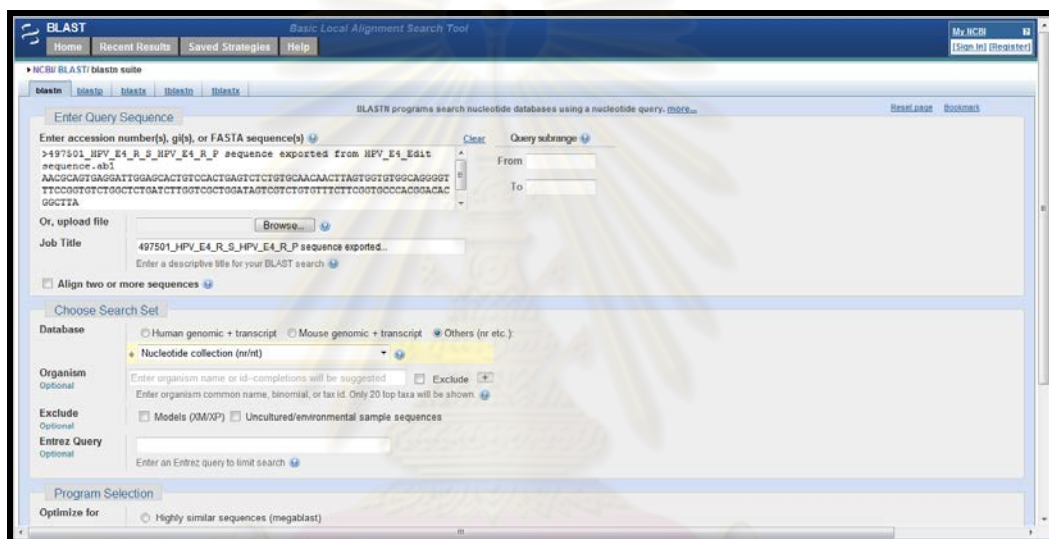 BLAST
Basic Local Alignment Search Tool
My NCBI
Home Recent Results Saved Strategies Help
[Sign In] [Register]
NCBI/ BLAST/ blastn suite
blastn blastp blastx tblastn tblastx
BLASTN programs search nucleotide databases using a nucleotide query. more...
Reset page Bookmark
Enter Query Sequence
Enter accession number(s), gi(s), or FASTA sequence(s)
Clear
Query subrange
>497501_HPV_E4_R_S_HPV_E4_R_P sequence exported from HPV_E4_Edit
sequence.ab1
AACGCAGTGAGGATTGGAGCACTGTCCACTGAGTCTCTGTGCAACAACTTAGTGGTGTGGCAGGGGT
TTCCGGTGTCTGGCTCTGATCTTGGTCGCTGGATAGTCGTCTGTGTTTCTTCGGTGCCCACGGACAC
GGCTTA
From
To
Or, upload file
Browse...
Job Title
497501_HPV_E4_R_S_HPV_E4_R_P sequence exported...
Enter a descriptive title for your BLAST search
Align two or more sequences
Choose Search Set
Database
Human genomic + transcript Mouse genomic + transcript Others (nr etc.):
Nucleotide collection (nr/nt)
Organism
Optional
Enter organism name or id--completions will be suggested
Exclude
Enter organism common name, binomial, or tax id. Only 20 top taxa will be shown.
Exclude
Optional
Models (XM/XP) Uncultured/environmental sample sequences
Entrez Query
Optional
Enter an Entrez query to limit search
Program Selection
Optimize for
Highly similar sequences (megablast)